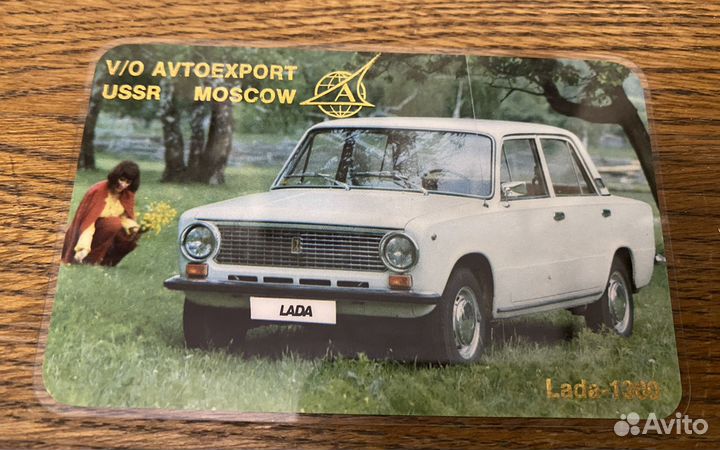 V/O AVTOEXPORT
USSR MOSCOW
A
LADA
Lada-1300
Avito